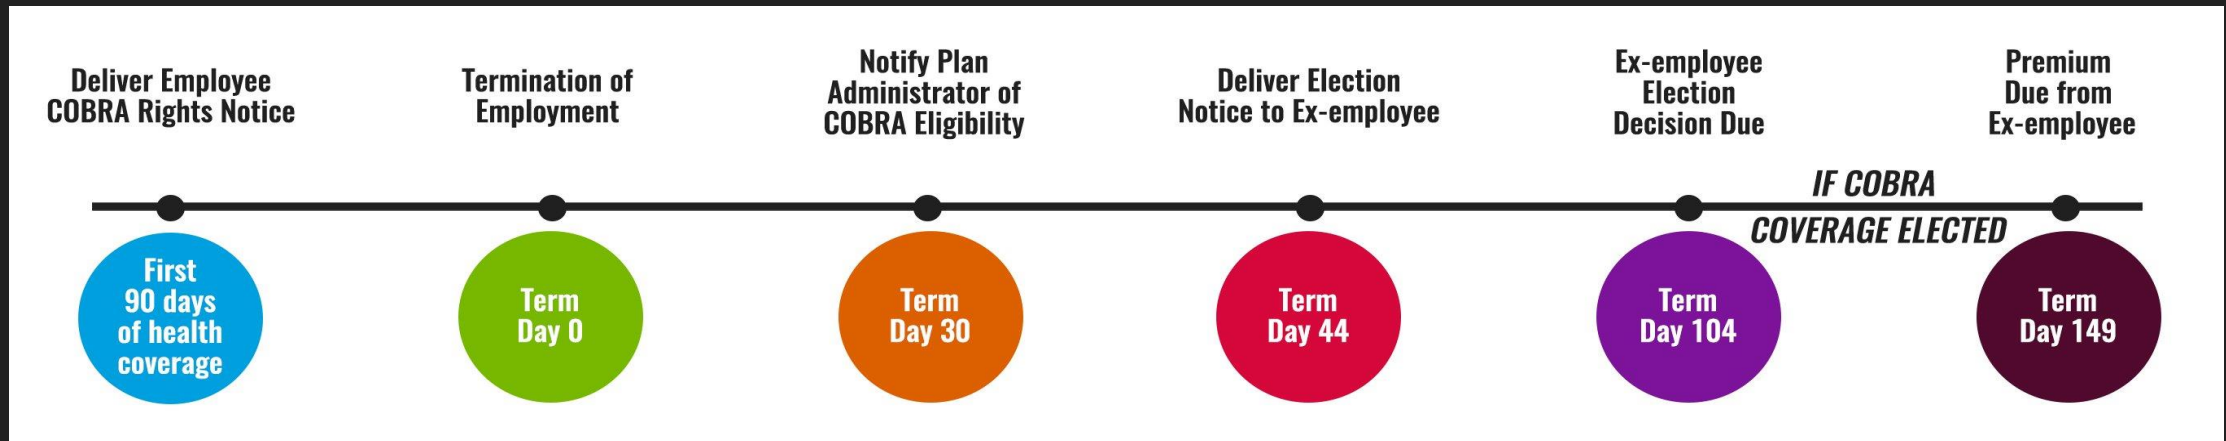 Deliver Employee
COBRA Rights Notice
Termination of
Employment
Notify Plan
Administrator of
COBRA Eligibility
Deliver Election
Notice to Ex-employee
Ex-employee
Election
Decision Due
Premium
Due from
Ex-employee
IF COBRA
COVERAGE ELECTED
First
90 days
of health
coverage
Term
Day 0
Term
Day 30
Term
Day 44
Term
Day 104
Term
Day 149